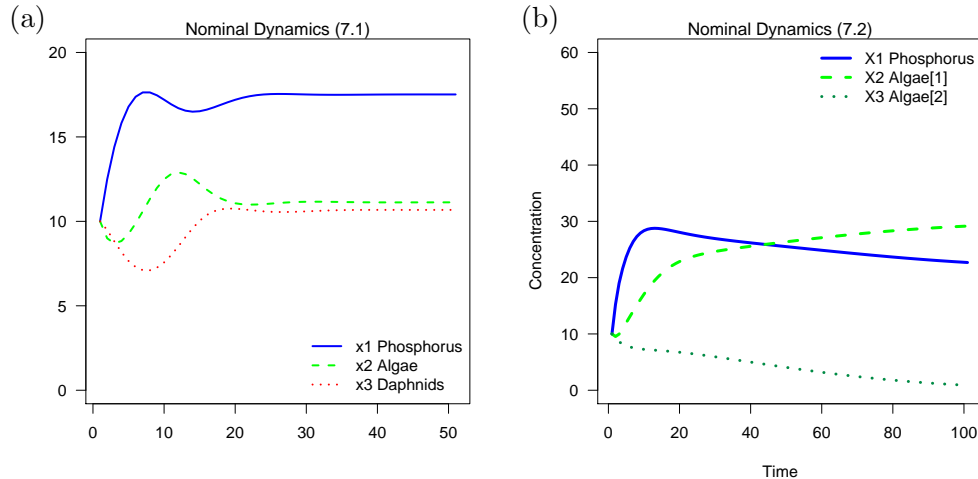 (a)
Nominal Dynamics (7.1)
20
15
10
5
0
x1 Phosphorus
x2 Algae
x3 Daphnids
0 10 20 30 40 50
(b)
Nominal Dynamics (7.2)
60
50
40
30
20
10
0
Concentration
X1 Phosphorus
X2 Algae[1]
X3 Algae[2]
0 20 40 60 80 100
Time